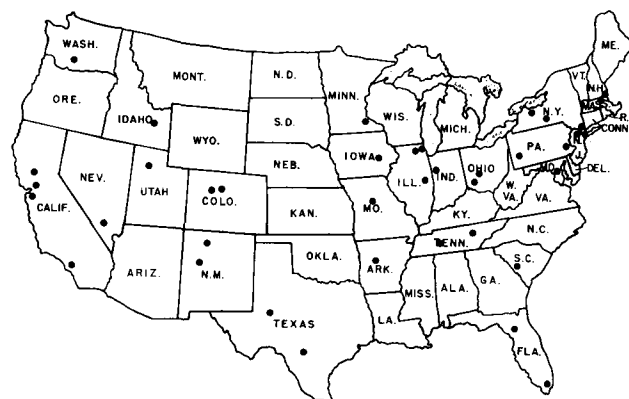 WASH.
MONT.
N.D.
MINN.
ME.
VT.
N.H.
MASS
R.
CONN
N.Y.
ORE.
IDAHO
WYO.
S.D.
WIS.
MICH.
PA.
N.
J.
NEB.
IOWA
ILL.
IND.
OHIO
MD.
DEL.
NEV.
UTAH
COLO.
W.
VA.
VA.
CALIF.
KAN.
MO.
KY.
ARIZ.
N.M.
OKLA.
ARK.
TENN.
N.C.
S.C.
MISS.
ALA.
GA.
TEXAS
LA.
FLA.